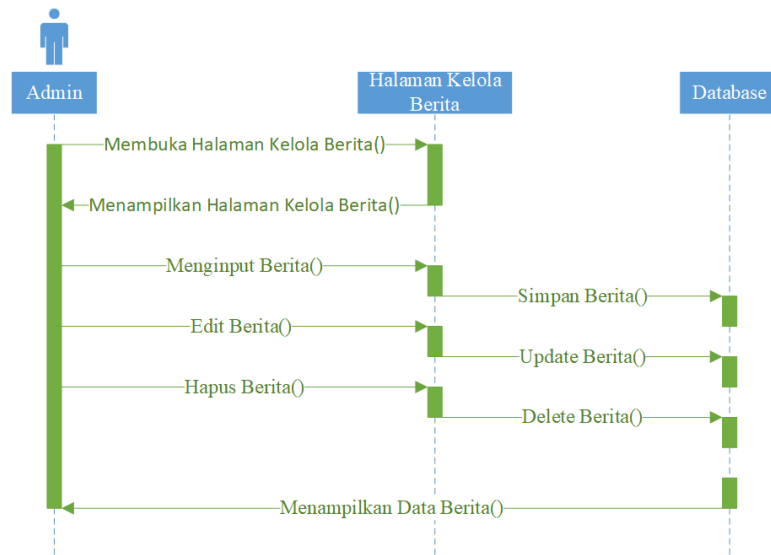 Admin
Halaman Kelola
Berita
Database
Membuka Halaman Kelola Berita()
Menampilkan Halaman Kelola Berita()
Menginput Berita()
Simpan Berita()
Edit Berita()
Update Berita()
Hapus Berita()
Delete Berita()
Menampilkan Data Berita()